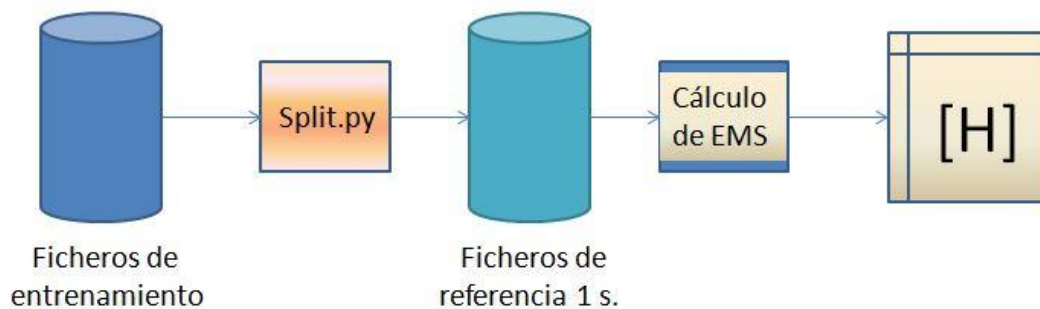 Split.py
Cálculo
de EMS
[H]
Ficheros de
entrenamiento
Ficheros de
referencia 1 s.